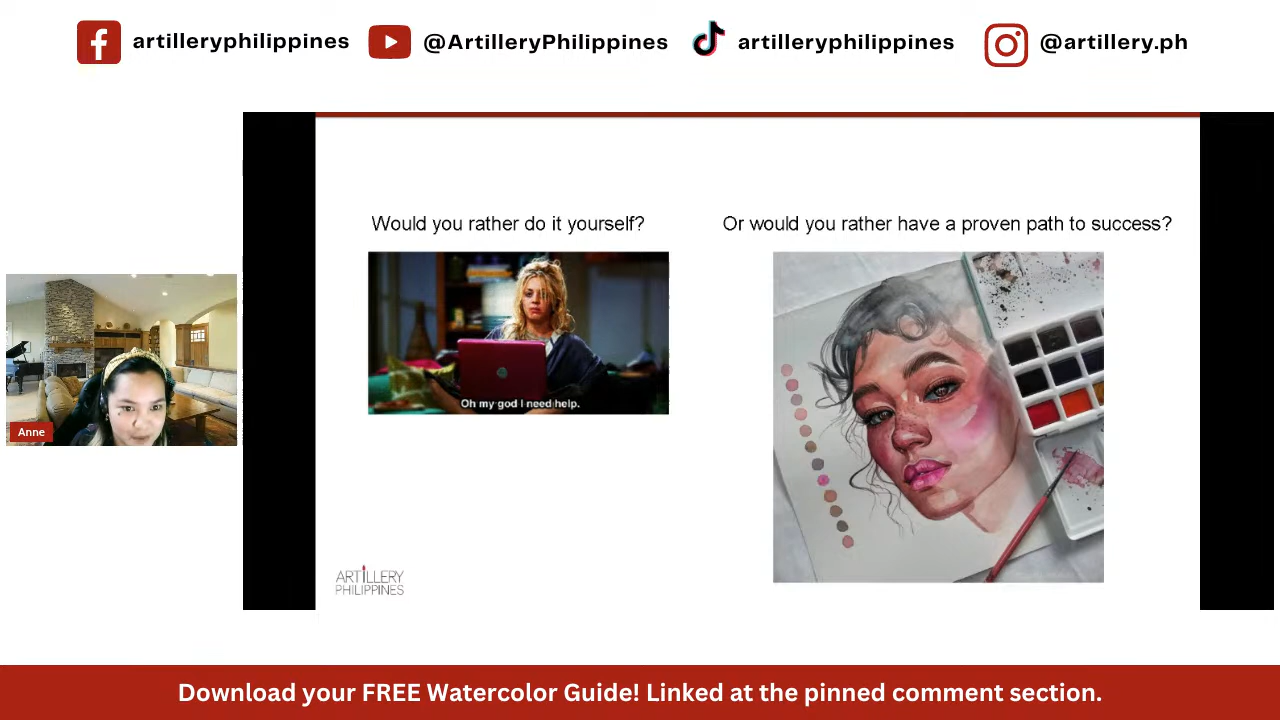 artilleryphilippines
@ArtilleryPhilippines
artilleryphilippines
@artillery.ph
Would you rather do it yourself?
Or would you rather have a proven path to success?
Oh my god I need help.
Anne
ARTILLERY
PHILIPPINES
Download your FREE Watercolor Guide! Linked at the pinned comment section.